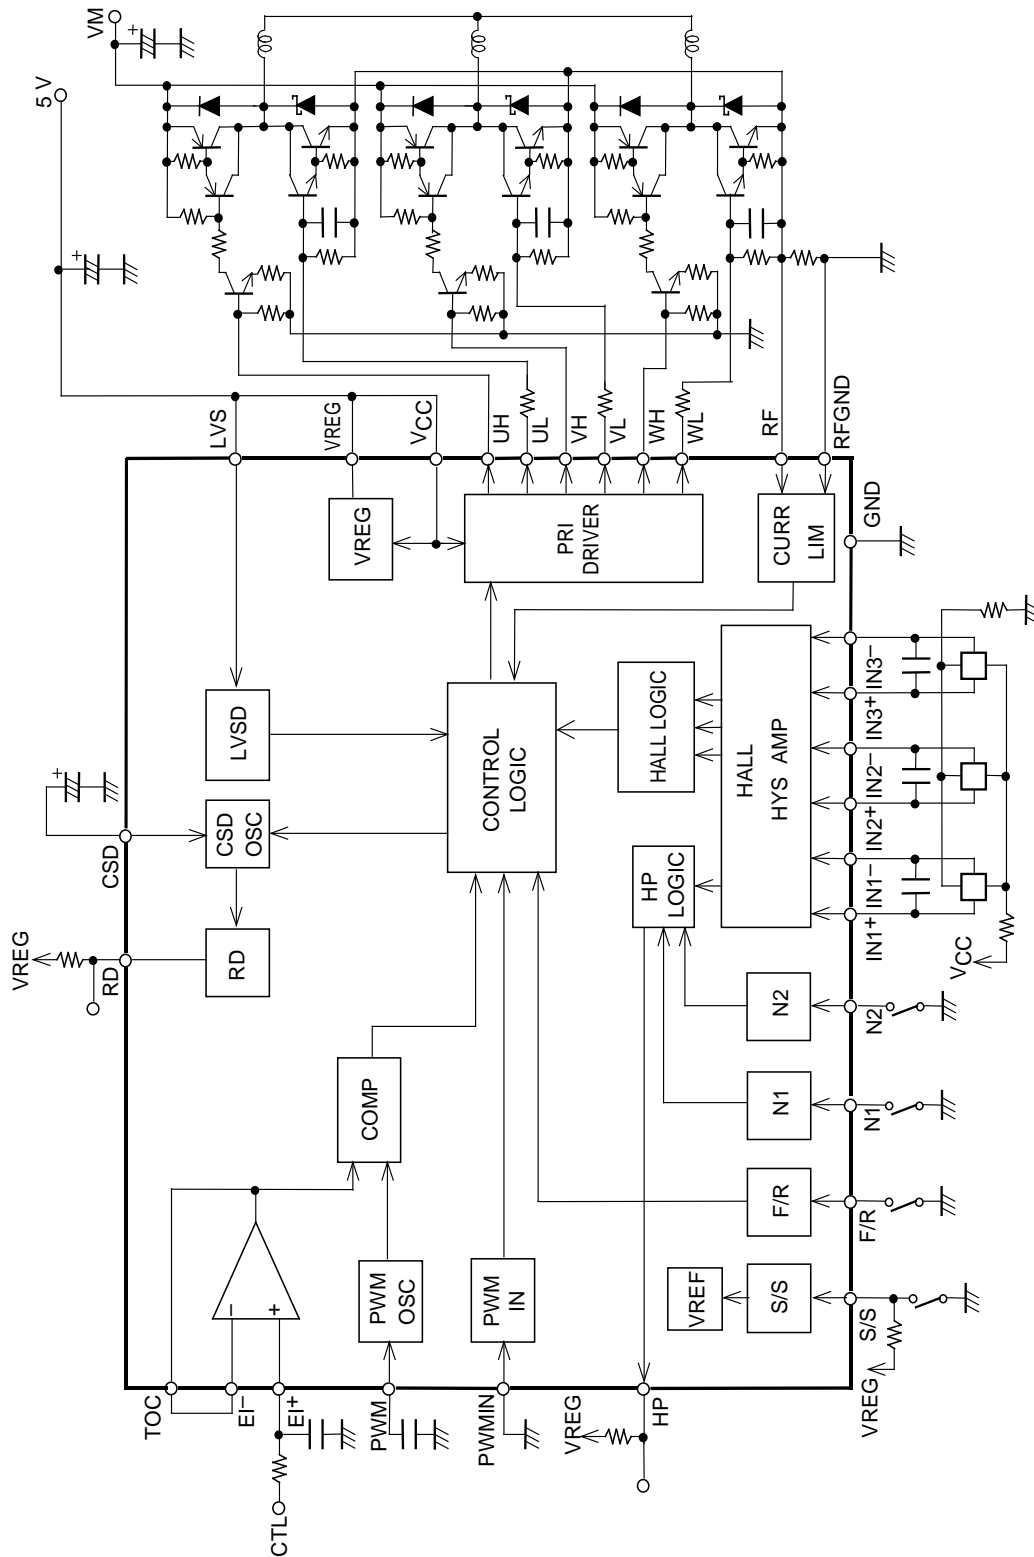 VM
5 V
LVS
VREG
VCC
UH
UL
VH
VL
WH
WL
RF
RFGND
GND
VREG
PRI
DRIVER
CURR
LIM
LVSD
CSD
OSC
RD
CONTROL
LOGIC
HALL LOGIC
HALL
HYS AMP
HP
LOGIC
COMP
PWM
OSC
PWM
IN
VREF
S/S
F/R
N1
N2
CSD
VREG
RD
+
+
+
−
+
TOC
EI−
EI+
CTL
PWM
PWMIN
VREG
HP
VREG
S/S
F/R
N1
N2
VCC
IN1+
IN1−
IN2+
IN2−
IN3+
IN3−